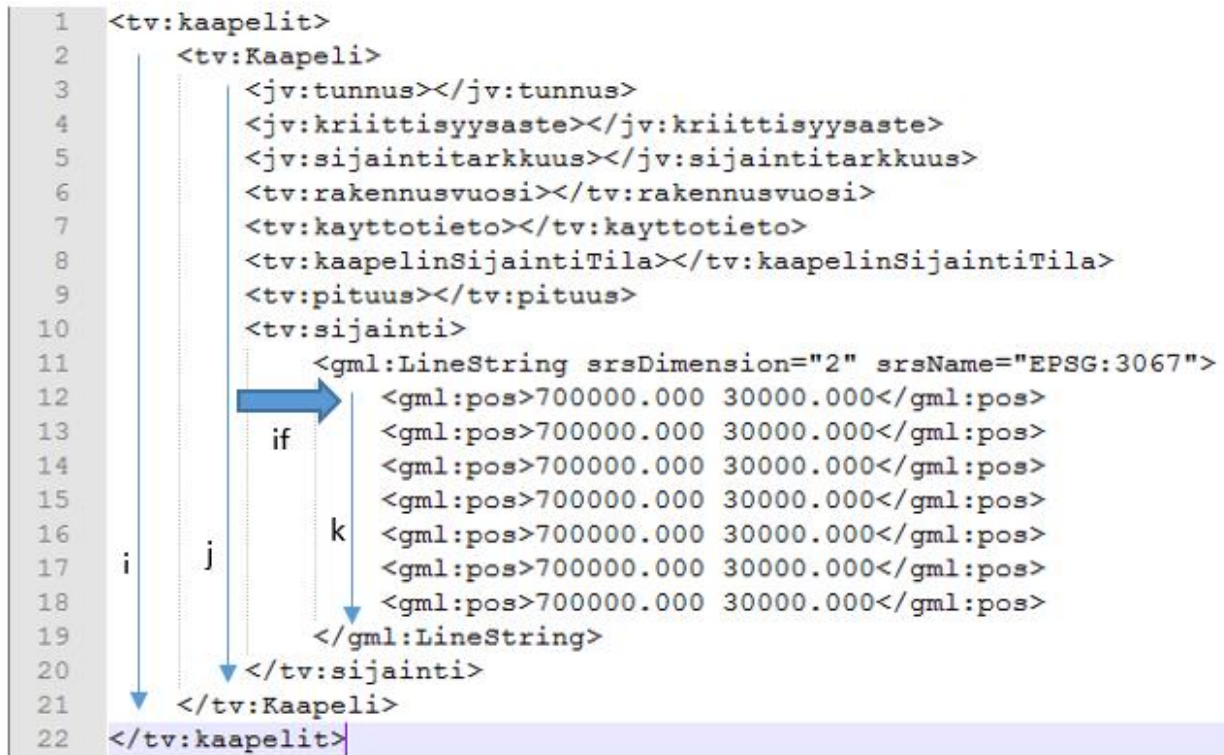 1 <tv:kaapelit>
2 <tv:Kaapeli>
3 <jv:tunnus></jv:tunnus>
4 <jv:kriittisyysaste></jv:kriittisyysaste>
5 <jv:sijaintitarkkuus></jv:sijaintitarkkuus>
6 <tv:rakennusvuosi></tv:rakennusvuosi>
7 <tv:kayttotieto></tv:kayttotieto>
8 <tv:kaapelinSijaintiTila></tv:kaapelinSijaintiTila>
9 <tv:pituus></tv:pituus>
10 <tv:sijainti>
11 <gml:LineString srsDimension="2" srsName="EPSG:3067">
12 <gml:pos>700000.000 30000.000</gml:pos>
13 if <gml:pos>700000.000 30000.000</gml:pos>
14 <gml:pos>700000.000 30000.000</gml:pos>
15 <gml:pos>700000.000 30000.000</gml:pos>
16 k <gml:pos>700000.000 30000.000</gml:pos>
17 i j <gml:pos>700000.000 30000.000</gml:pos>
18 <gml:pos>700000.000 30000.000</gml:pos>
19 </gml:LineString>
20 </tv:sijainti>
21 </tv:Kaapeli>
22 </tv:kaapelit>